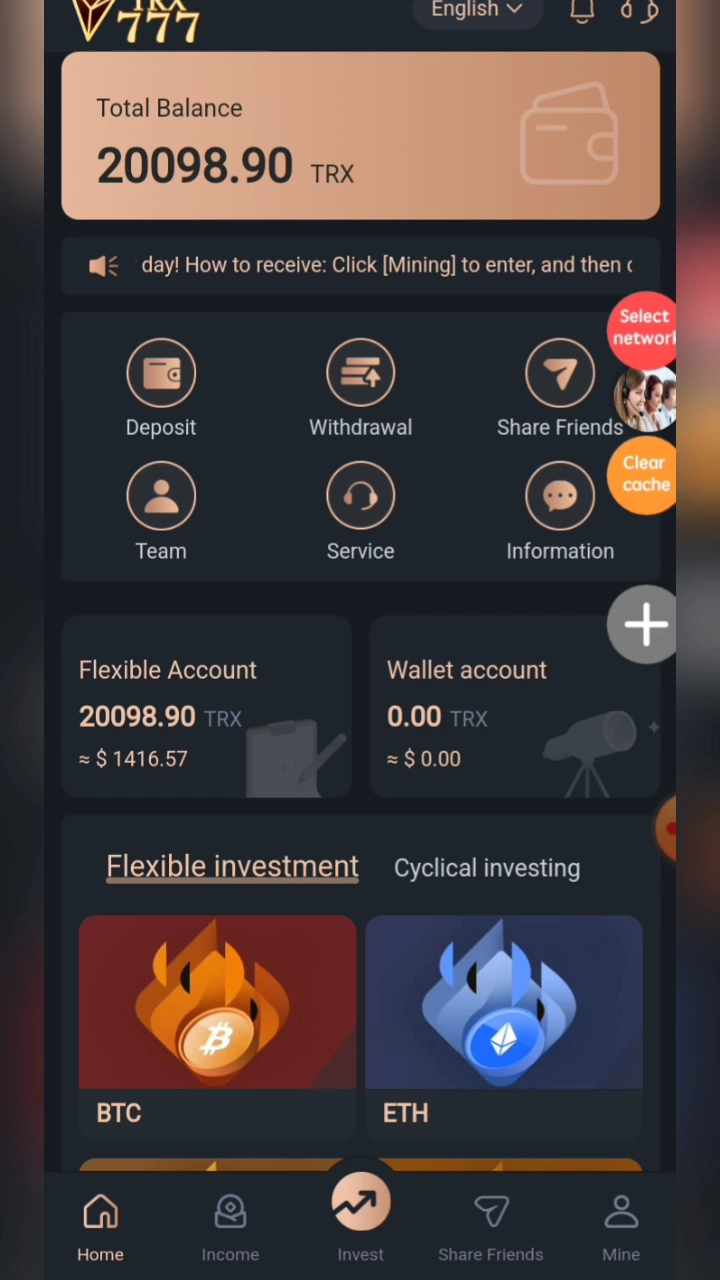 TRX
777
English
Total Balance
20098.90 TRX
day! How to receive: Click [Mining] to enter, and then
Select
network
Deposit
Withdrawal
Share Friends
Clear
cache
Team
Service
Information
Flexible Account
20098.90 TRX
≈ $ 1416.57
Wallet account
0.00 TRX
≈ $ 0.00
Flexible investment
Cyclical investing
BTC
ETH
Home
Income
Invest
Share Friends
Mine